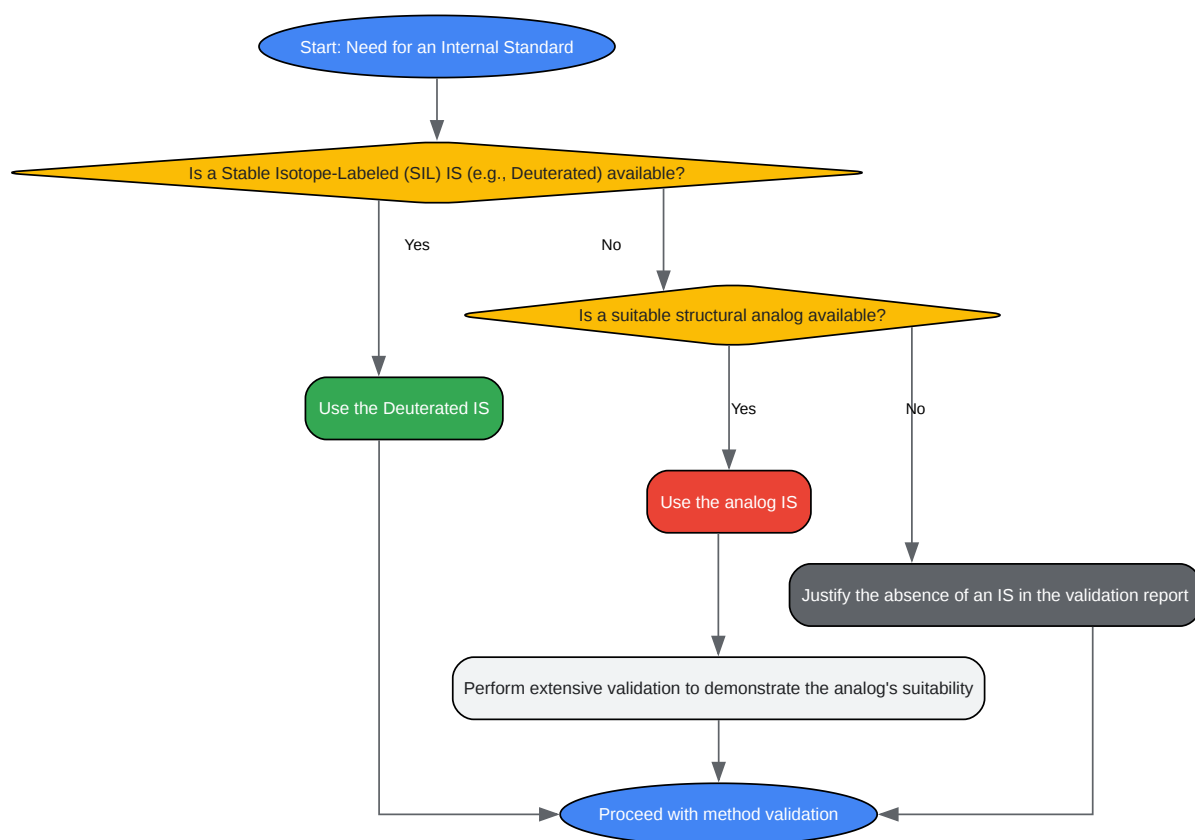 Start: Need for an Internal Standard
Is a Stable Isotope-Labeled (SIL) IS (e.g., Deuterated) available?
Yes
No
Is a suitable structural analog available?
Use the Deuterated IS
Yes
No
Use the analog IS
Justify the absence of an IS in the validation report
Perform extensive validation to demonstrate the analog's suitability
Proceed with method validation